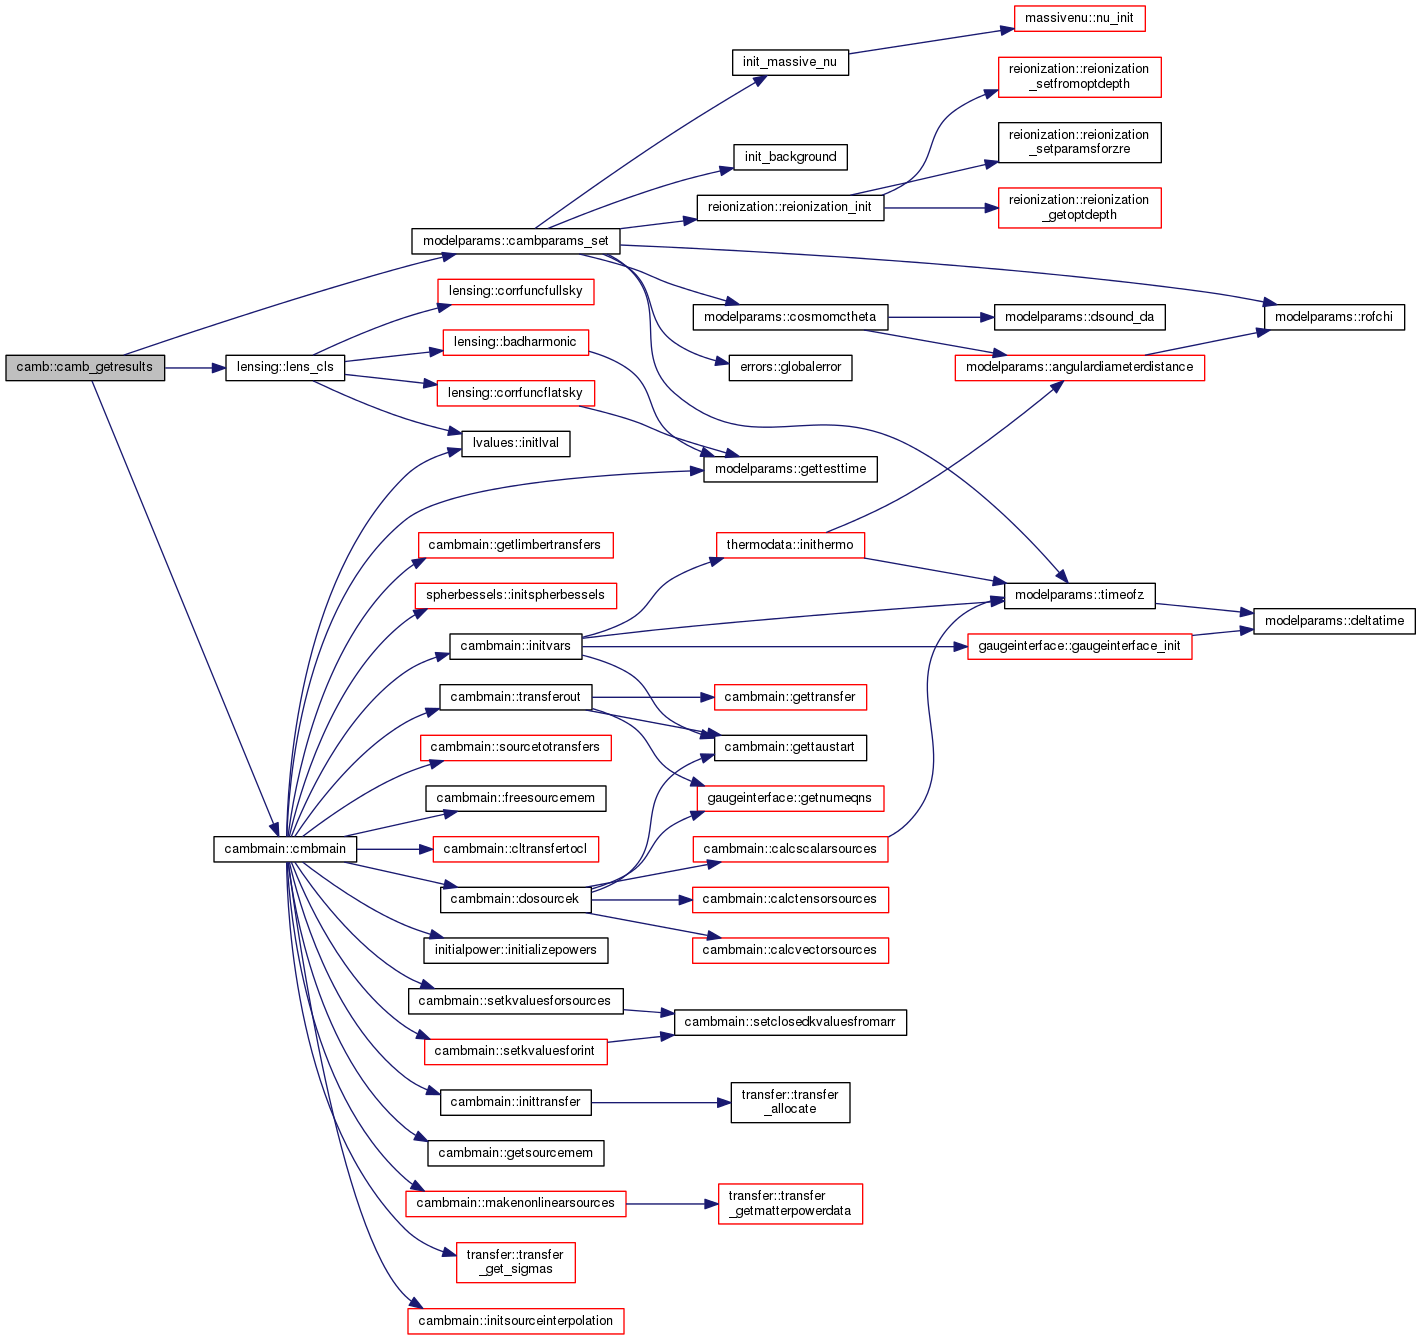 massivenu::nu_init
init_massive_nu
reionization::reionization
_setfromoptdepth
reionization::reionization
_setparamsforzre
init_background
reionization::reionization_init
reionization::reionization
_getoptdepth
modelparams::cambparams_set
lensing::corrfuncfullsky
modelparams::cosmomctheta
modelparams::dsound_da
modelparams::rofchi
lensing::badharmonic
camb::camb_getresults
lensing::lens_cls
errors::globalerror
modelparams::angulardiameterdistance
lensing::corrfuncflatsky
lvalues::initlval
modelparams::gettesttime
cambmain::getlimbertransfers
thermodata::inithermo
spherbessels::initspherbessels
modelparams::timeofz
modelparams::deltatime
cambmain::initvars
gaugeinterface::gaugeinterface_init
cambmain::transferout
cambmain::gettransfer
cambmain::sourcetotransfers
cambmain::gettaustart
cambmain::freesourcemem
gaugeinterface::getnumeqns
cambmain::cmbmain
cambmain::cltransfertocl
cambmain::calcscalarsources
cambmain::dosourcek
cambmain::calctensorsources
initialpower::initializepowers
cambmain::calcvectorsources
cambmain::setkvaluesforsources
cambmain::setclosedkvaluesfromarr
cambmain::setkvaluesforint
cambmain::inittransfer
transfer::transfer
_allocate
cambmain::getsourcemem
cambmain::makenonlinearsources
transfer::transfer
_getmatterpowerdata
transfer::transfer
_get_sigmas
cambmain::initsourceinterpolation